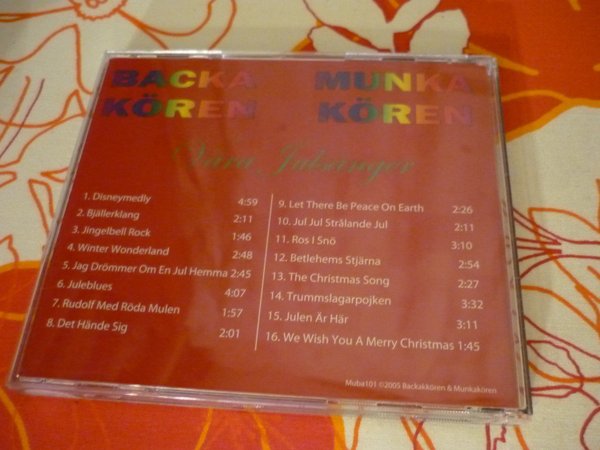 BACKA KÖREN
MUNKA KÖREN
Våra Julsånger
1. Disneymedly 4:59
2. Bjällerklang 2:11
3. Jingelbell Rock 1:46
4. Winter Wonderland 2:48
5. Jag Drömmer Om En Jul Hemma 2:45
6. Juleblues 4:07
7. Rudolf Med Röda Mulen 1:57
8. Det Hände Sig 2:01
9. Let There Be Peace On Earth 2:26
10. Jul Jul Strålande Jul 2:11
11. Ros I Snö 3:10
12. Betlehems Stjärna 2:54
13. The Christmas Song 2:27
14. Trummslagarpojken 3:32
15. Julen Är Här 3:11
16. We Wish You A Merry Christmas 1:45
Muba101 ©2005 Backakkören & Munkakören